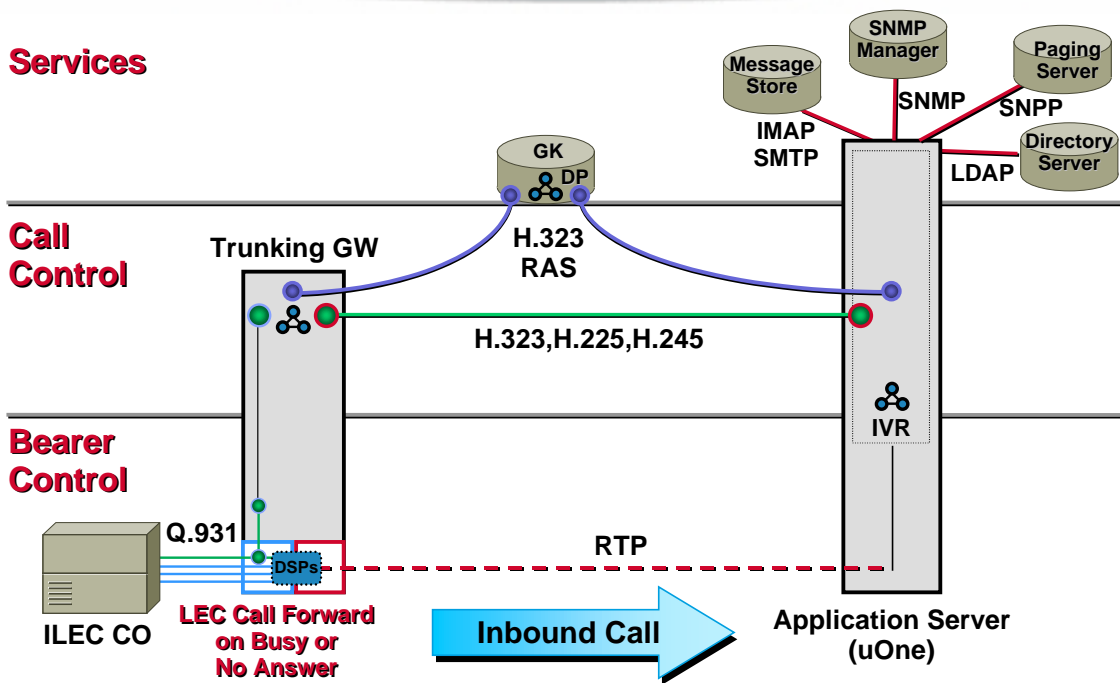 Services
SNMP
Manager
Message
Store
Paging
Server
SNMP
SNPP
IMAP
SMTP
Directory
Server
LDAP
GK
DP
Call
Control
Trunking GW
H.323
RAS
H.323,H.225,H.245
IVR
Bearer
Control
Q.931
DSPs
RTP
ILEC CO
LEC Call Forward
on Busy or
No Answer
Inbound Call
Application Server
(uOne)